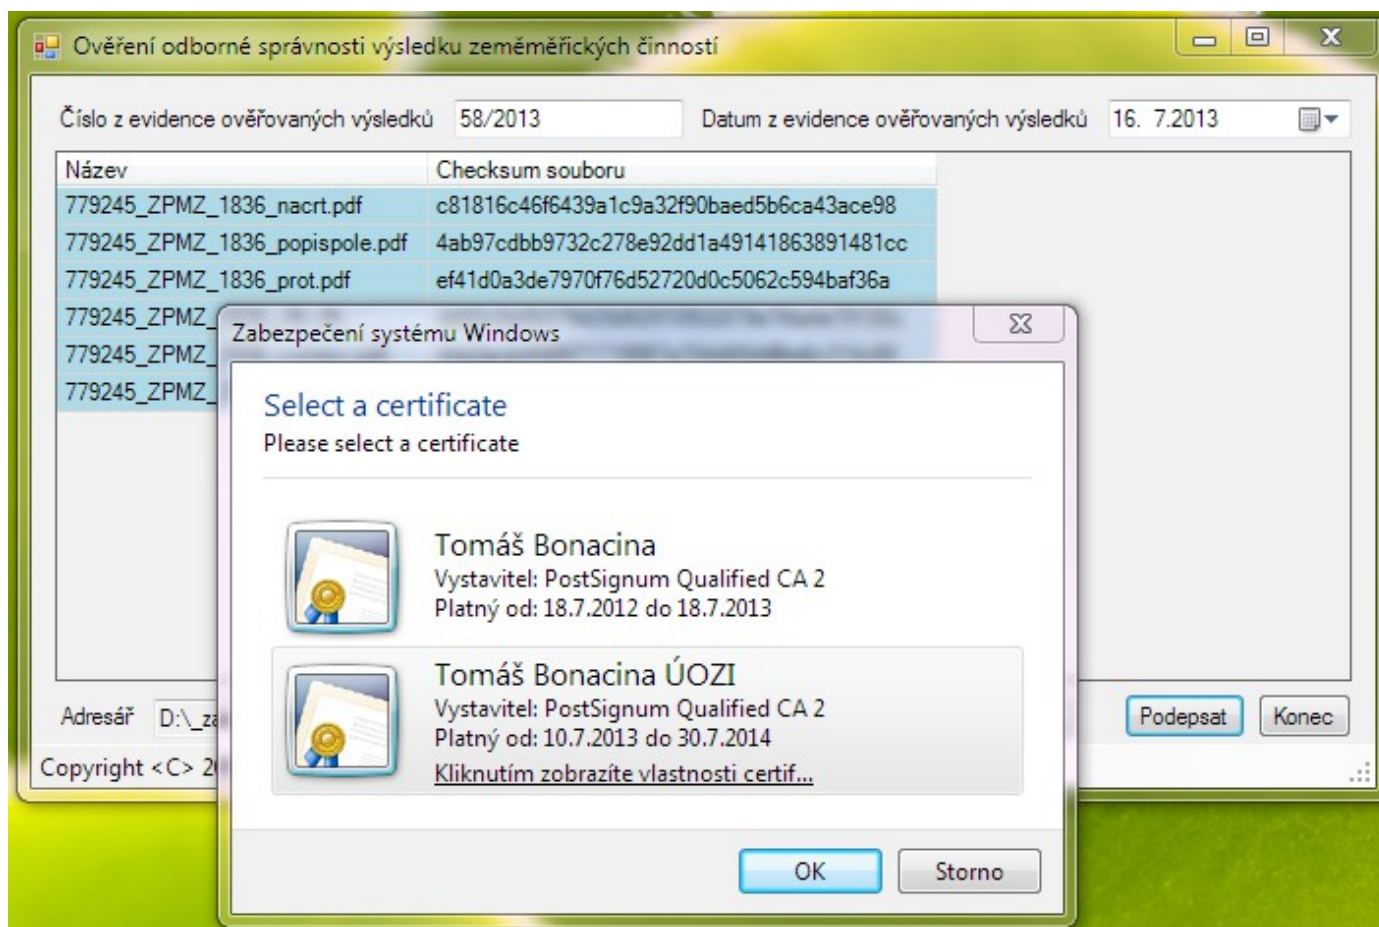 Ověření odborné správnosti výsledku zeměměřických činností
Číslo z evidence ověřovaných výsledků 58/2013 Datum z evidence ověřovaných výsledků 16. 7.2013
Název Checksum souboru
779245_ZPMZ_1836_nacrt.pdf c81816c46f6439a1c9a32f90baed5b6ca43ace98
779245_ZPMZ_1836_popispole.pdf 4ab97cdbb9732c278e92dd1a49141863891481cc
779245_ZPMZ_1836_prot.pdf ef41d0a3de7970f76d52720d0c5062c594baf36a
779245_ZPMZ_
779245_ZPMZ_
779245_ZPMZ_
Zabezpečení systému Windows
Select a certificate
Please select a certificate
Tomáš Bonacina
Vystavitel: PostSignum Qualified CA 2
Platný od: 18.7.2012 do 18.7.2013
Tomáš Bonacina ÚOZI
Vystavitel: PostSignum Qualified CA 2
Platný od: 10.7.2013 do 30.7.2014
Kliknutím zobrazíte vlastnosti certif...
OK Storno
Adresář D:\_za Podepsat Konec
Copyright <C> 2